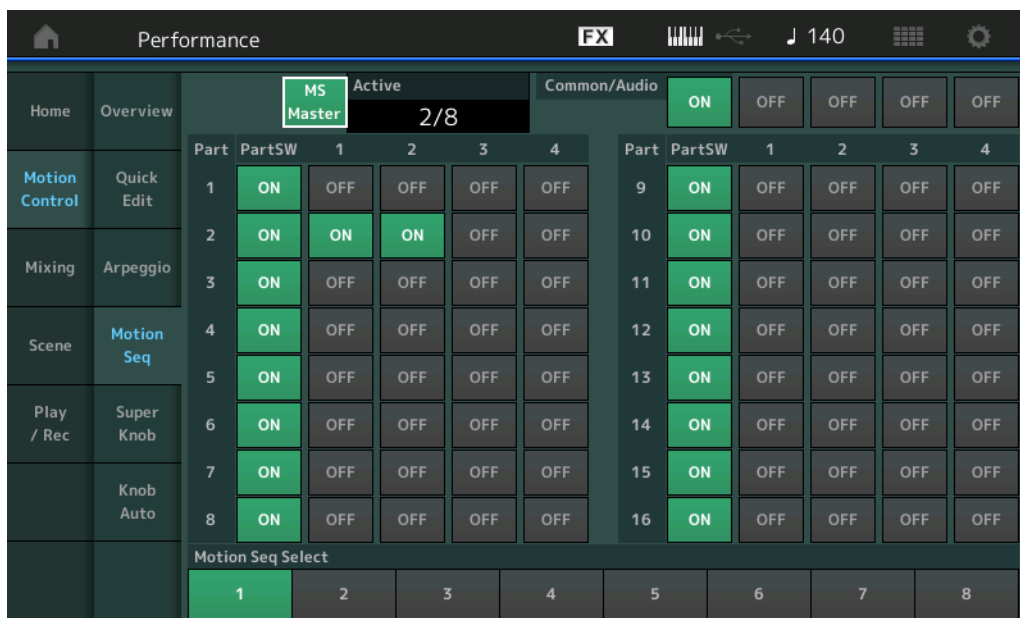 Performance FX 140
MS Master Active 2/8 Common/Audio ON OFF OFF OFF OFF
Home Overview
Part PartSW 1 2 3 4 Part PartSW 1 2 3 4
Motion Control Quick Edit
1 ON OFF OFF OFF OFF 9 ON OFF OFF OFF OFF
2 ON ON ON OFF OFF 10 ON OFF OFF OFF OFF
Mixing Arpeggio
3 ON OFF OFF OFF OFF 11 ON OFF OFF OFF OFF
Scene Motion Seq
4 ON OFF OFF OFF OFF 12 ON OFF OFF OFF OFF
5 ON OFF OFF OFF OFF 13 ON OFF OFF OFF OFF
Play / Rec Super Knob
6 ON OFF OFF OFF OFF 14 ON OFF OFF OFF OFF
7 ON OFF OFF OFF OFF 15 ON OFF OFF OFF OFF
Knob Auto
8 ON OFF OFF OFF OFF 16 ON OFF OFF OFF OFF
Motion Seq Select
1 2 3 4 5 6 7 8